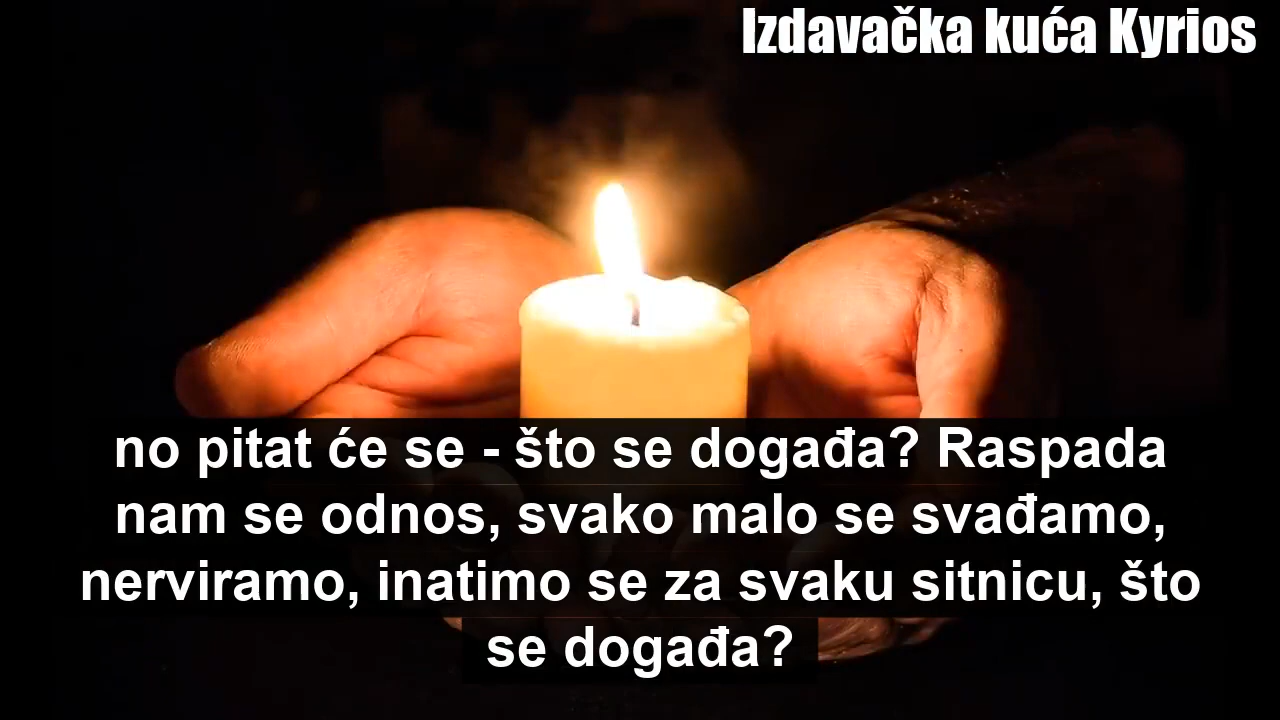 Izdavačka kuća Kyrios
no pitat će se - što se događa? Raspada
nam se odnos, svako malo se svađamo,
nerviramo, inatimo se za svaku sitnicu, što
se događa?